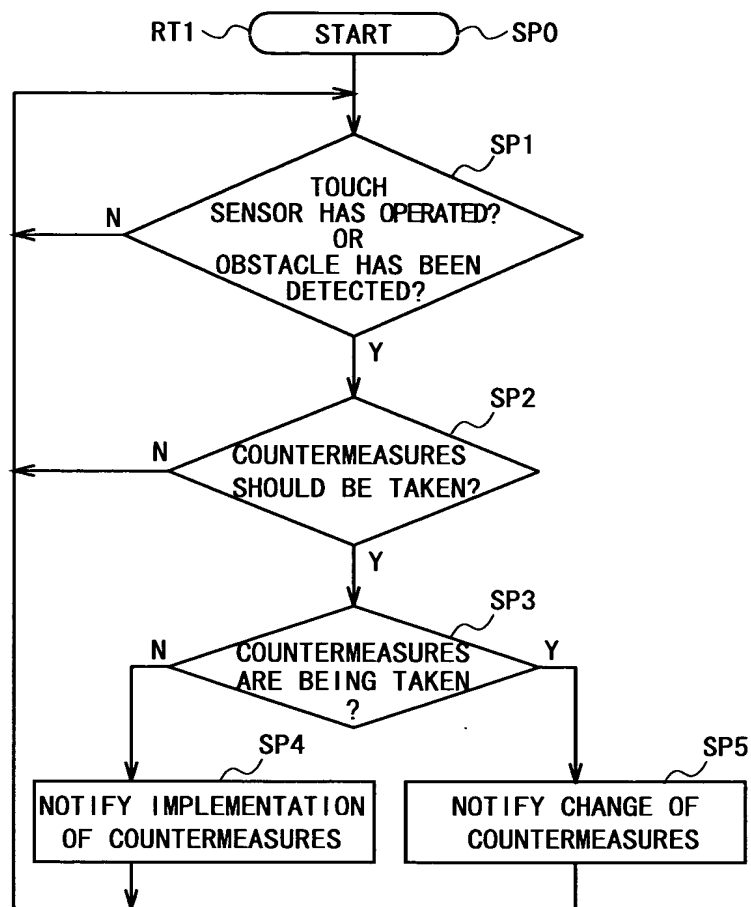 RT1
START
SP0
SP1
TOUCH
SENSOR HAS OPERATED?
OR
OBSTACLE HAS BEEN
DETECTED?
N
Y
SP2
N
COUNTERMEASURES
SHOULD BE TAKEN?
Y
SP3
N
COUNTERMEASURES
ARE BEING TAKEN
?
Y
SP4
NOTIFY IMPLEMENTATION
OF COUNTERMEASURES
SP5
NOTIFY CHANGE OF
COUNTERMEASURES